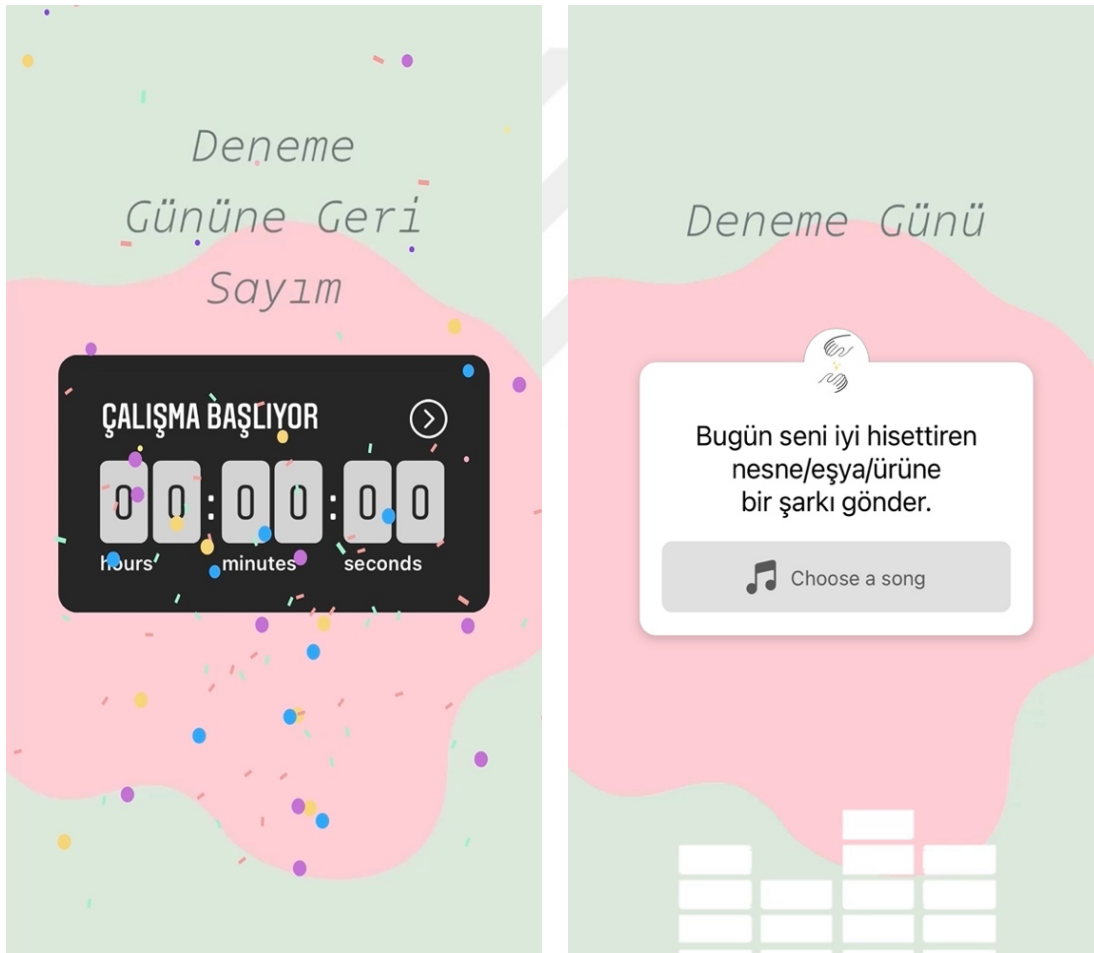 Deneme
Gününe Geri
Sayım
ÇALIŞMA BAŞLIYOR
00:00:00
hours minutes seconds
Deneme Günü
Bugün seni iyi hisettiren
nesne/eşya/ürüne
bir şarkı gönder.
Choose a song